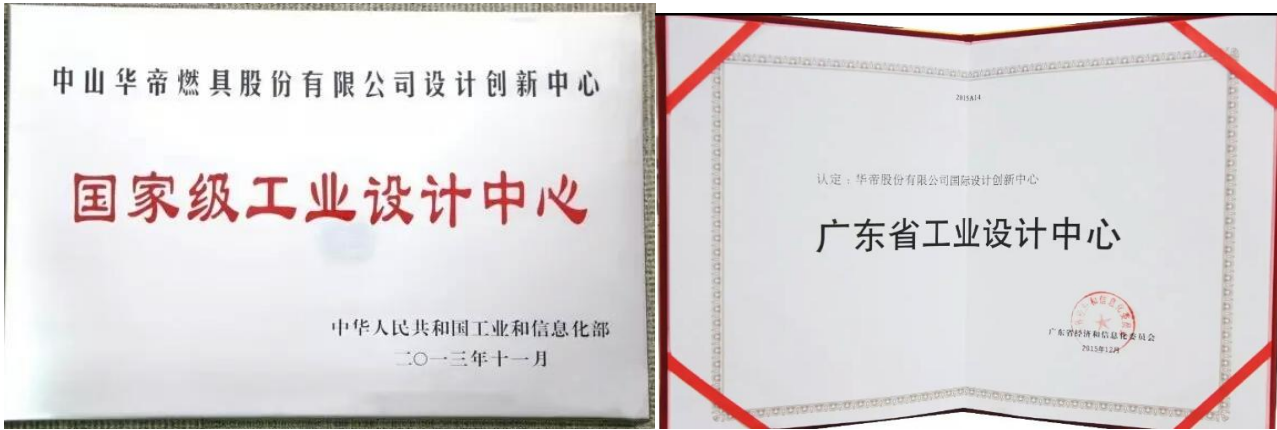 中山华帝燃具股份有限公司设计创新中心
国家级工业设计中心
中华人民共和国工业和信息化部
二〇一三年十一月
2015A14
认定：华帝股份有限公司国际设计创新中心
广东省工业设计中心
广东省经济和信息化委员会
2015年12月